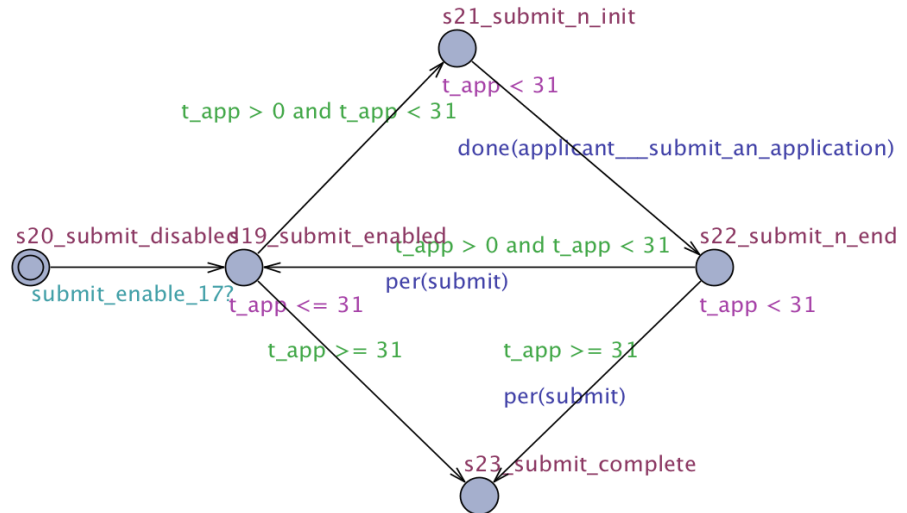 s21_submit_n_init
t_app < 31
t_app > 0 and t_app < 31
done(applicant___submit_an_application)
s20_submit_disabled
s19_submit_enabled
t_app > 0 and t_app < 31
s22_submit_n_end
submit_enable_17?
per(submit)
t_app <= 31
t_app < 31
t_app >= 31
t_app >= 31
per(submit)
s23_submit_complete